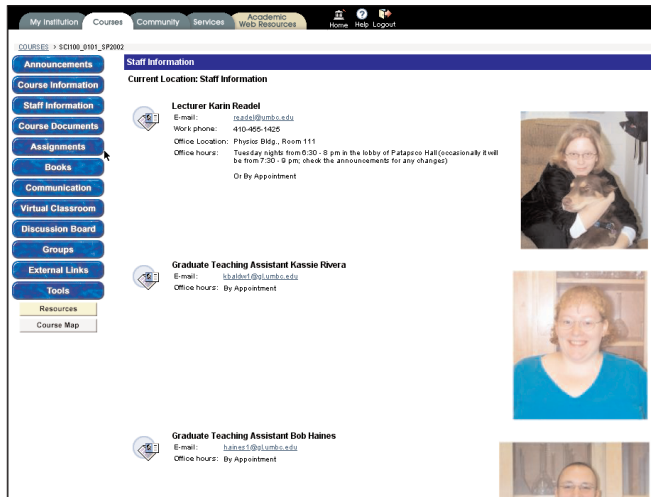 My Institution Courses Community Services Academic Web Resources Home Help Logout
COURSES > SCI100_0101_SP2002
Announcements
Course Information
Staff Information
Course Documents
Assignments
Books
Communication
Virtual Classroom
Discussion Board
Groups
External Links
Tools
Resources
Course Map
Staff Information
Current Location: Staff Information
Lecturer Karin Readel
E-mail: readel@umbc.edu
Work phone: 410-455-1425
Office Location: Physics Bldg., Room 111
Office hours: Tuesday nights from 6:30 - 8 pm in the lobby of Patapsco Hall (occasionally it will
be from 7:30 - 9 pm; check the announcements for any changes)
Or By Appointment
Graduate Teaching Assistant Kassie Rivera
E-mail: kbaldw1@gl.umbc.edu
Office hours: By Appointment
Graduate Teaching Assistant Bob Haines
E-mail: haines1@gl.umbc.edu
Office hours: By Appointment